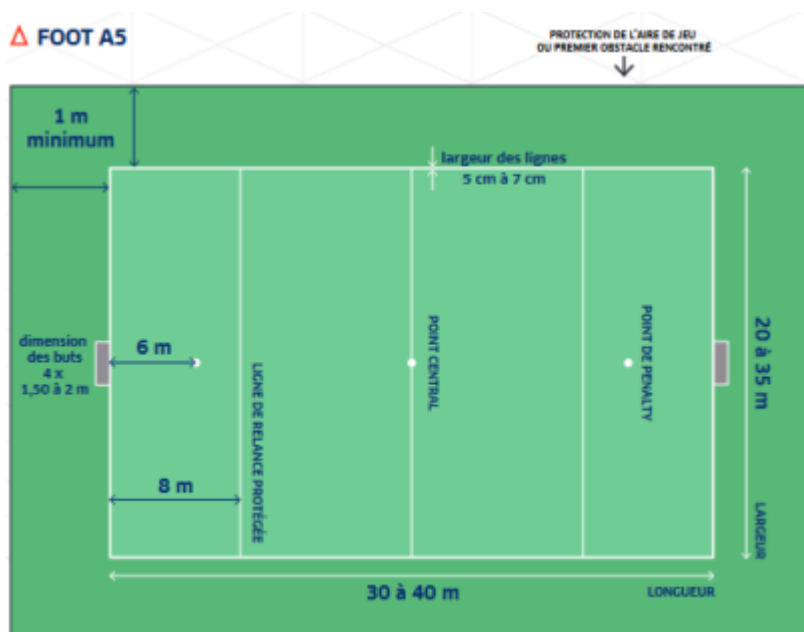 FOOT A5
PROTECTION DE L'AIRE DE JEU
OU PREMIER OBSTACLE RENCONTRÉ
1 m
minimum
largeur des lignes
5 cm à 7 cm
dimension
des buts
4 x
1,50 à 2 m
6 m
8 m
LIGNE DE RELANCE PROTÉGÉE
POINT CENTRAL
POINT DE PENALTY
20 à 35 m
LARGEUR
30 à 40 m
LONGUEUR